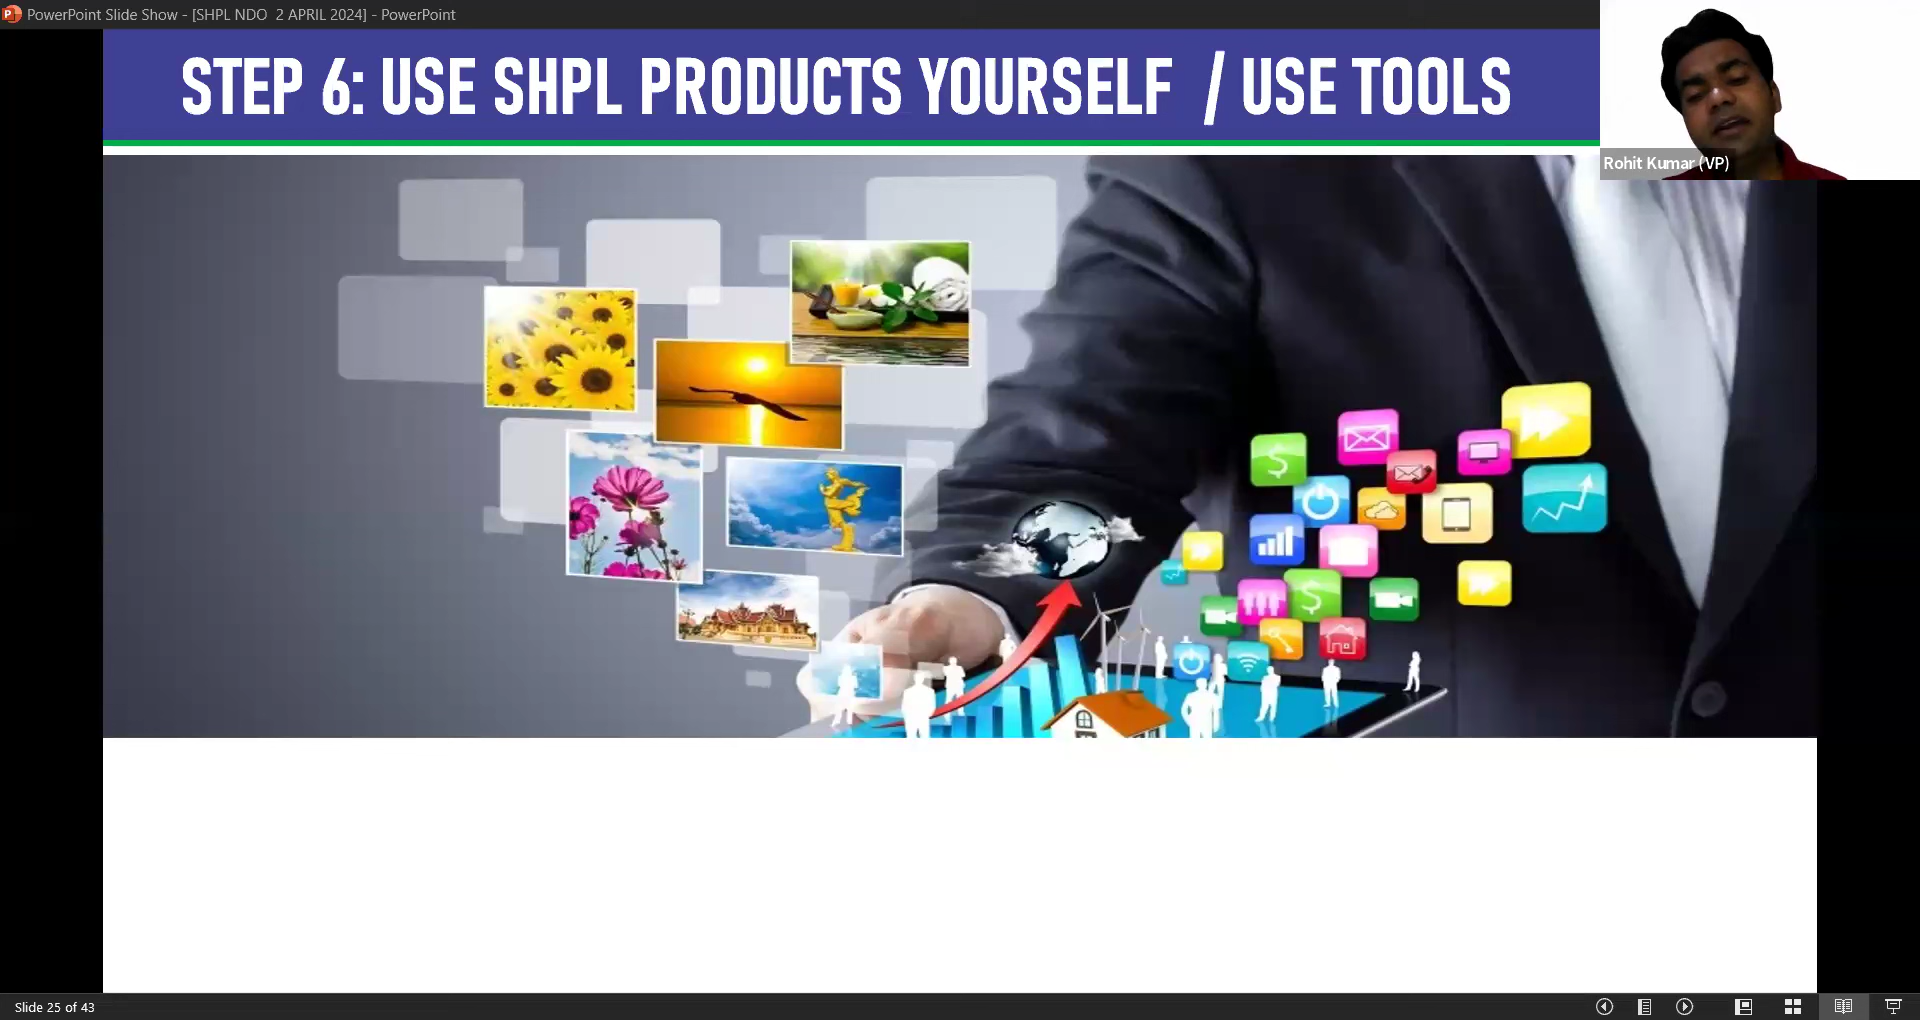 PowerPoint Slide Show - [SHPL NDO  2 APRIL 2024] - PowerPoint
STEP 6: USE SHPL PRODUCTS YOURSELF / USE TOOLS
Rohit Kumar (VP)
Slide 25 of 43